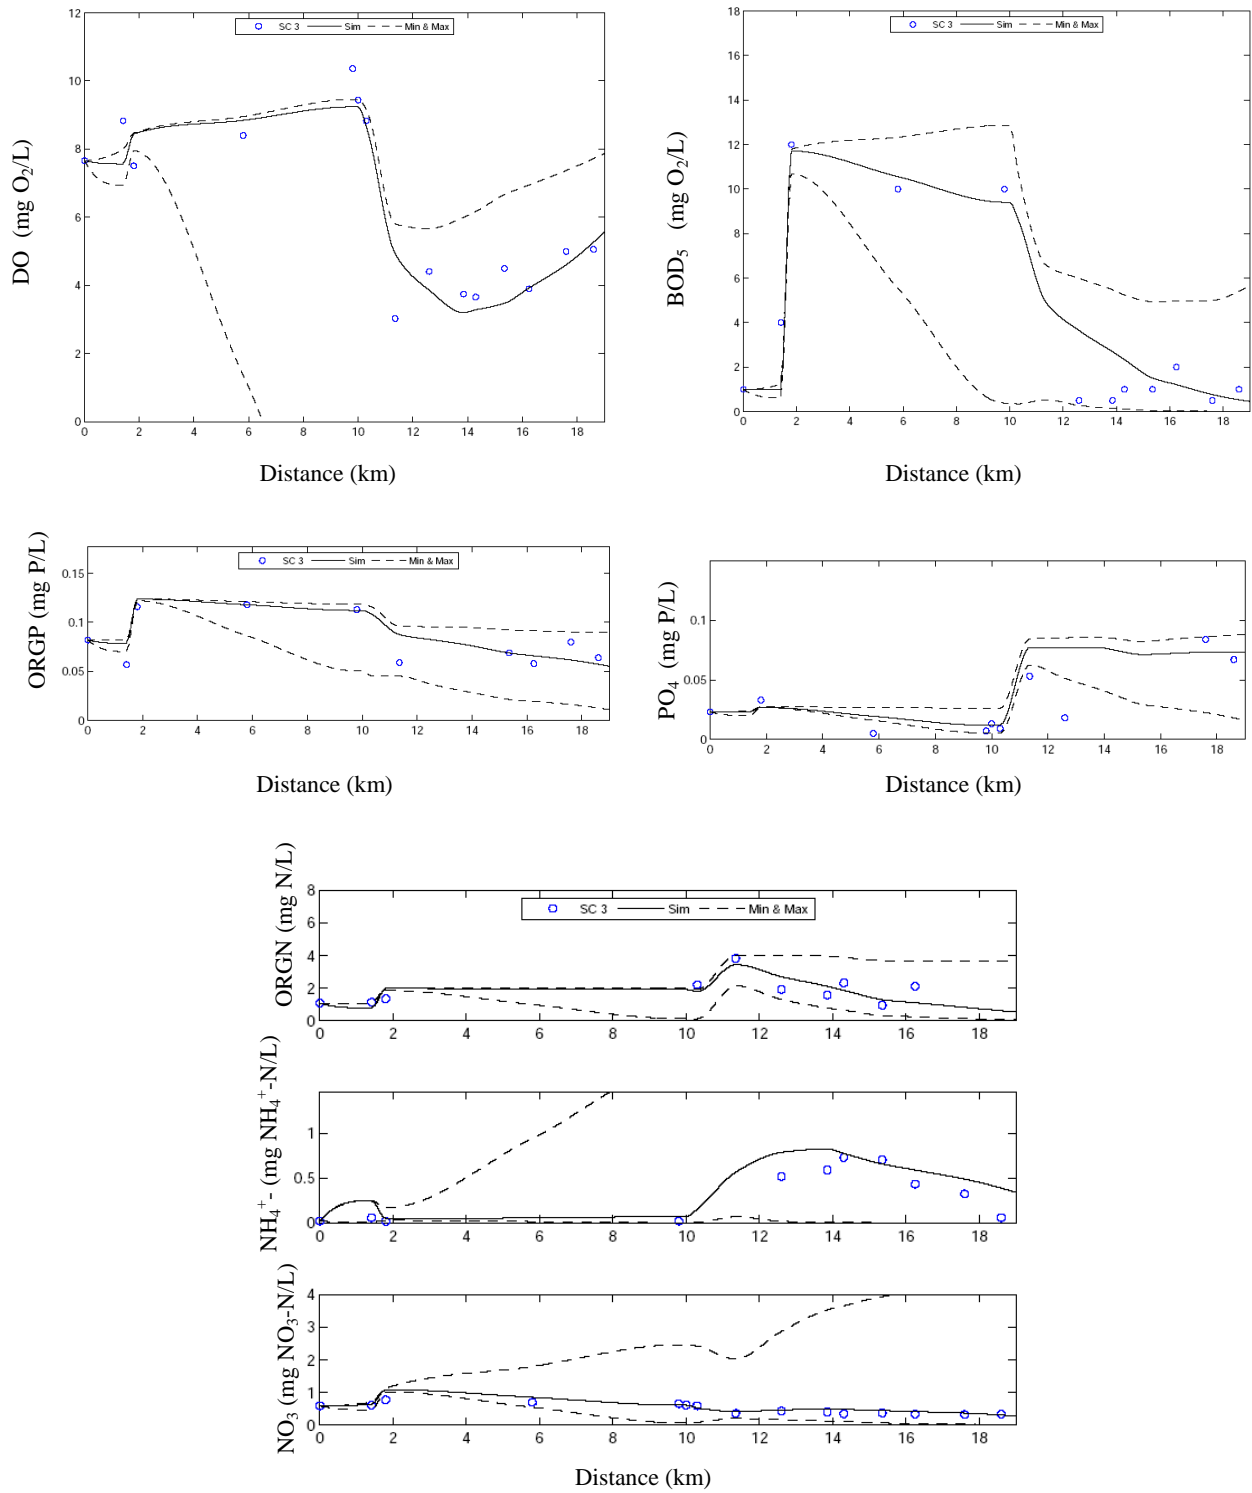 12
10
8
6
4
2
0
0 2 4 6 8 10 12 14 16 18
SC 3 Sim Min & Max
DO (mg O₂/L)
Distance (km)
18
16
14
12
10
8
6
4
2
0
0 2 4 6 8 10 12 14 16 18
SC 3 Sim Min & Max
BOD₅ (mg O₂/L)
Distance (km)
0.15
0.1
0.05
0
0 2 4 6 8 10 12 14 16 18
SC 3 Sim Min & Max
ORGP (mg P/L)
Distance (km)
0.1
0.05
0
0 2 4 6 8 10 12 14 16 18
PO₄ (mg P/L)
Distance (km)
8
6
4
2
0
0 2 4 6 8 10 12 14 16 18
SC 3 Sim Min & Max
ORGN (mg N/L)
1
0.5
0
0 2 4 6 8 10 12 14 16 18
NH₄⁺- (mg NH₄⁺-N/L)
4
3
2
1
0
0 2 4 6 8 10 12 14 16 18
NO₃ (mg NO₃-N/L)
Distance (km)